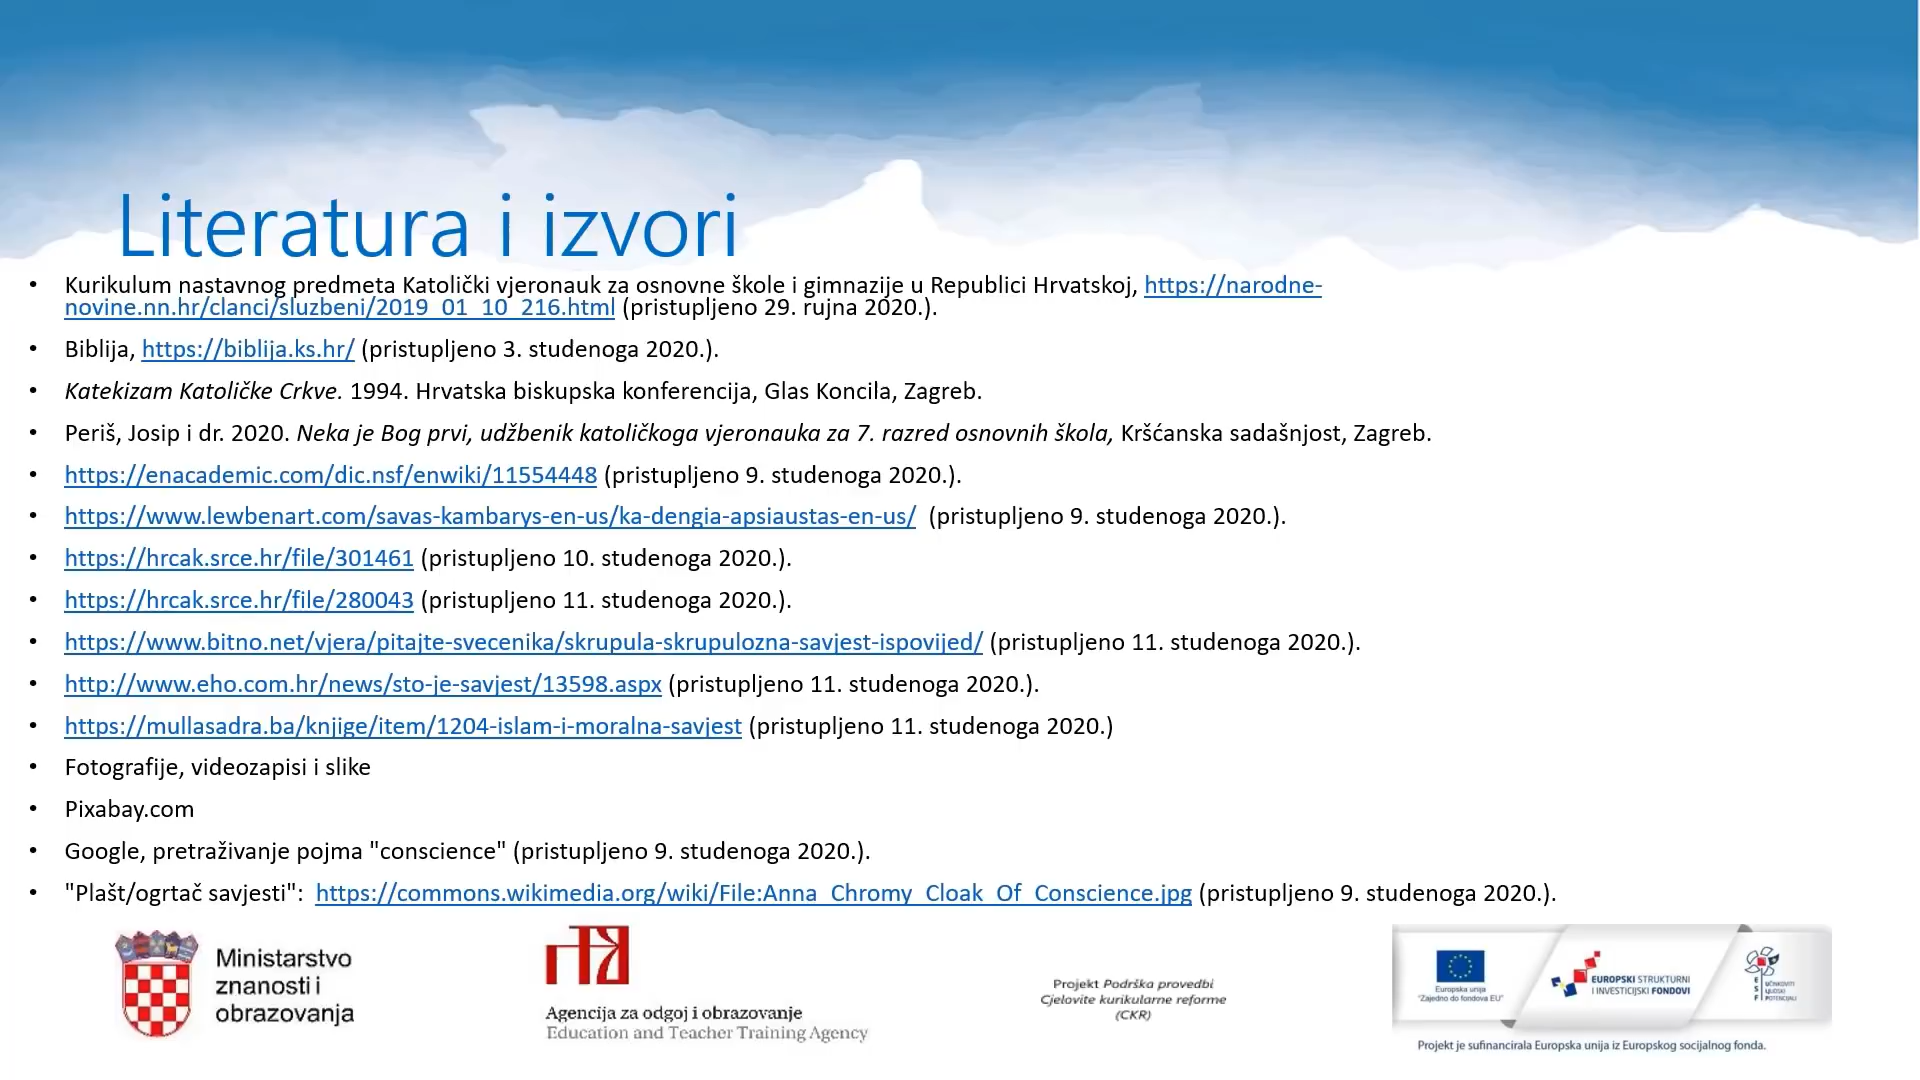 Literatura i izvori
• Kurikulum nastavnog predmeta Katolički vjeronauk za osnovne škole i gimnazije u Republici Hrvatskoj, https://narodne-
novine.nn.hr/clanci/sluzbeni/2019_01_10_216.html (pristupljeno 29. rujna 2020.).
• Biblija, https://biblija.ks.hr/ (pristupljeno 3. studenoga 2020.).
• Katekizam Katoličke Crkve. 1994. Hrvatska biskupska konferencija, Glas Koncila, Zagreb.
• Periš, Josip i dr. 2020. Neka je Bog prvi, udžbenik katoličkoga vjeronauka za 7. razred osnovnih škola, Kršćanska sadašnjost, Zagreb.
• https://enacademic.com/dic.nsf/enwiki/11554448 (pristupljeno 9. studenoga 2020.).
• https://www.lewbenart.com/savas-kambarys-en-us/ka-dengia-apsiaustas-en-us/ (pristupljeno 9. studenoga 2020.).
• https://hrcak.srce.hr/file/301461 (pristupljeno 10. studenoga 2020.).
• https://hrcak.srce.hr/file/280043 (pristupljeno 11. studenoga 2020.).
• https://www.bitno.net/vjera/pitajte-svecenika/skrupula-skrupulozna-savjest-ispovijed/ (pristupljeno 11. studenoga 2020.).
• http://www.eho.com.hr/news/sto-je-savjest/13598.aspx (pristupljeno 11. studenoga 2020.).
• https://mullasadra.ba/knjige/item/1204-islam-i-moralna-savjest (pristupljeno 11. studenoga 2020.)
• Fotografije, videozapisi i slike
• Pixabay.com
• Google, pretraživanje pojma "conscience" (pristupljeno 9. studenoga 2020.).
• "Plašt/ogrtač savjesti": https://commons.wikimedia.org/wiki/File:Anna_Chromy_Cloak_Of_Conscience.jpg (pristupljeno 9. studenoga 2020.).
Ministarstvo
znanosti i
obrazovanja
Agencija za odgoj i obrazovanje
Education and Teacher Training Agency
Projekt Podrška provedbi
Cjelovite kurikularne reforme
(CKR)
Europska unija
"Zajedno do fondova EU"
EUROPSKI STRUKTURNI
I INVESTICIJSKI FONDOVI
ESF
UČINKOVITI
LJUDSKI
POTENCIJALI
Projekt je sufinancirala Europska unija iz Europskog socijalnog fonda.